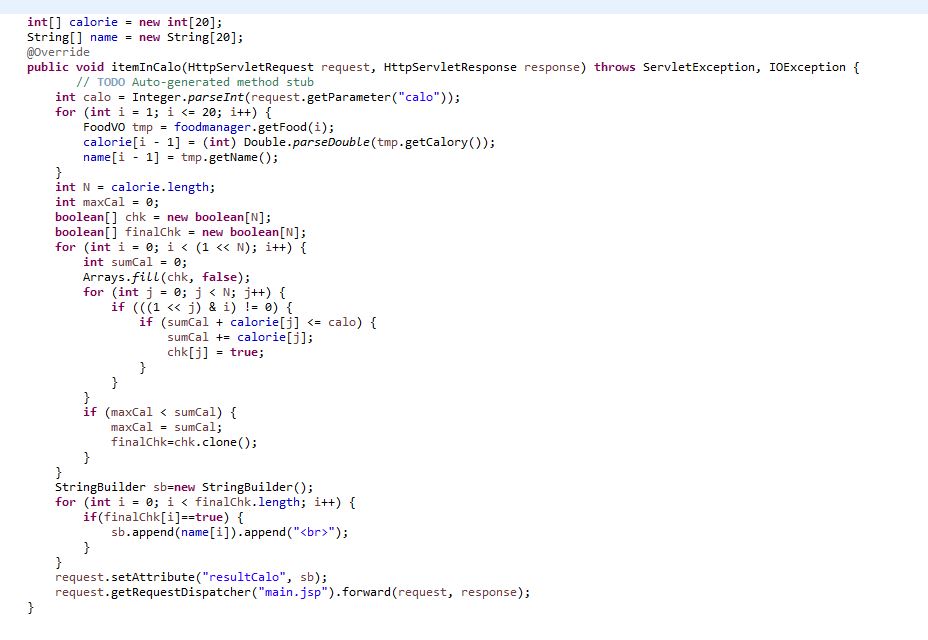 int[] calorie = new int[20];
String[] name = new String[20];
@Override
public void itemInCalo(HttpServletRequest request, HttpServletResponse response) throws ServletException, IOException {
// TODO Auto-generated method stub
int calo = Integer.parseInt(request.getParameter("calo"));
for (int i = 1; i <= 20; i++) {
FoodVO tmp = foodmanager.getFood(i);
calorie[i - 1] = (int) Double.parseDouble(tmp.getCalory());
name[i - 1] = tmp.getName();
}
int N = calorie.length;
int maxCal = 0;
boolean[] chk = new boolean[N];
boolean[] finalChk = new boolean[N];
for (int i = 0; i < (1 << N); i++) {
int sumCal = 0;
Arrays.fill(chk, false);
for (int j = 0; j < N; j++) {
if (((1 << j) & i) != 0) {
if (sumCal + calorie[j] <= calo) {
sumCal += calorie[j];
chk[j] = true;
}
}
}
if (maxCal < sumCal) {
maxCal = sumCal;
finalChk=chk.clone();
}
}
StringBuilder sb=new StringBuilder();
for (int i = 0; i < finalChk.length; i++) {
if(finalChk[i]==true) {
sb.append(name[i]).append("<br>");
}
}
request.setAttribute("resultCalo", sb);
request.getRequestDispatcher("main.jsp").forward(request, response);
}